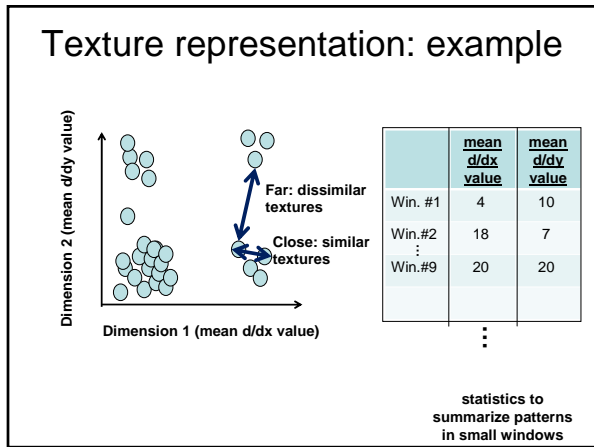 Texture representation: example
Dimension 2 (mean d/dy value)
Far: dissimilar
textures
Close: similar
textures
Dimension 1 (mean d/dx value)
mean d/dx value mean d/dy value
Win. #1 4 10
Win.#2 18 7
⋮
Win.#9 20 20
⋮
statistics to
summarize patterns
in small windows